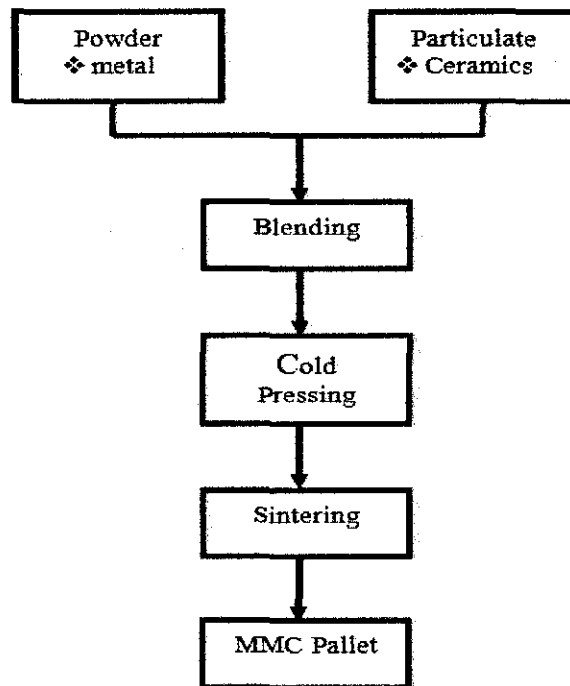 Powder
❖ metal
Particulate
❖ Ceramics
Blending
Cold
Pressing
Sintering
MMC Pallet